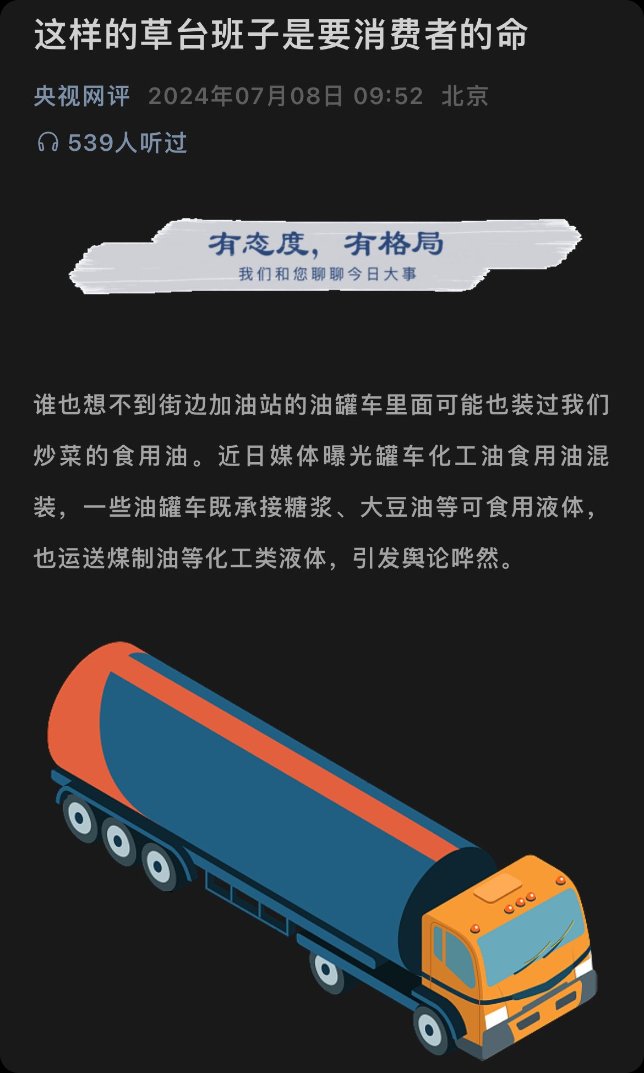 这样的草台班子是要消费者的命
央视网评 2024年07月08日 09:52 北京
539人听过
有态度，有格局
我们和您聊聊今日大事
谁也想不到街边加油站的油罐车里面可能也装过我们
炒菜的食用油。近日媒体曝光罐车化工油食用油混
装，一些油罐车既承接糖浆、大豆油等可食用液体，
也运送煤制油等化工类液体，引发舆论哗然。